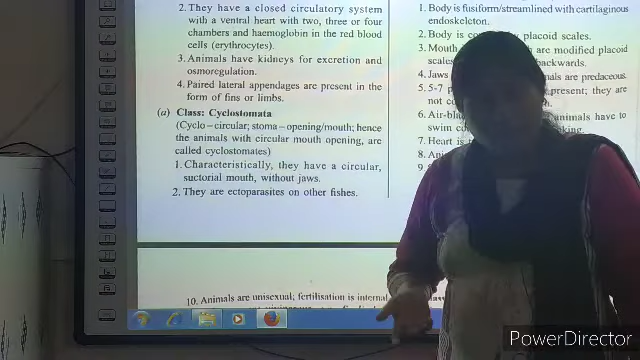 2. They have a closed circulatory system
with a ventral heart with two, three or four
chambers and haemoglobin in the red blood
cells (erythrocytes).
3. Animals have kidneys for excretion and
osmoregulation.
4. Paired lateral appendages are present in the
form of fins or limbs.
(a) Class: Cyclostomata
(Cyclo – circular; stoma – opening/mouth; hence
the animals with circular mouth opening, are
called cyclostomates)
1. Characteristically, they have a circular,
suctorial mouth, without jaws.
2. They are ectoparasites on other fishes.
10. Animals are unisexual; fertilisation is internal
1. Body is fusiform/streamlined with cartilaginous
endoskeleton.
2. Body is by placoid scales.
3. Mouth are modified placoid
scales backwards.
4. Jaws are predaceous.
5. 5-7 present; they are
not
6. Air-bla animals have to
swim
7. Heart is
8.
9.
PowerDirector